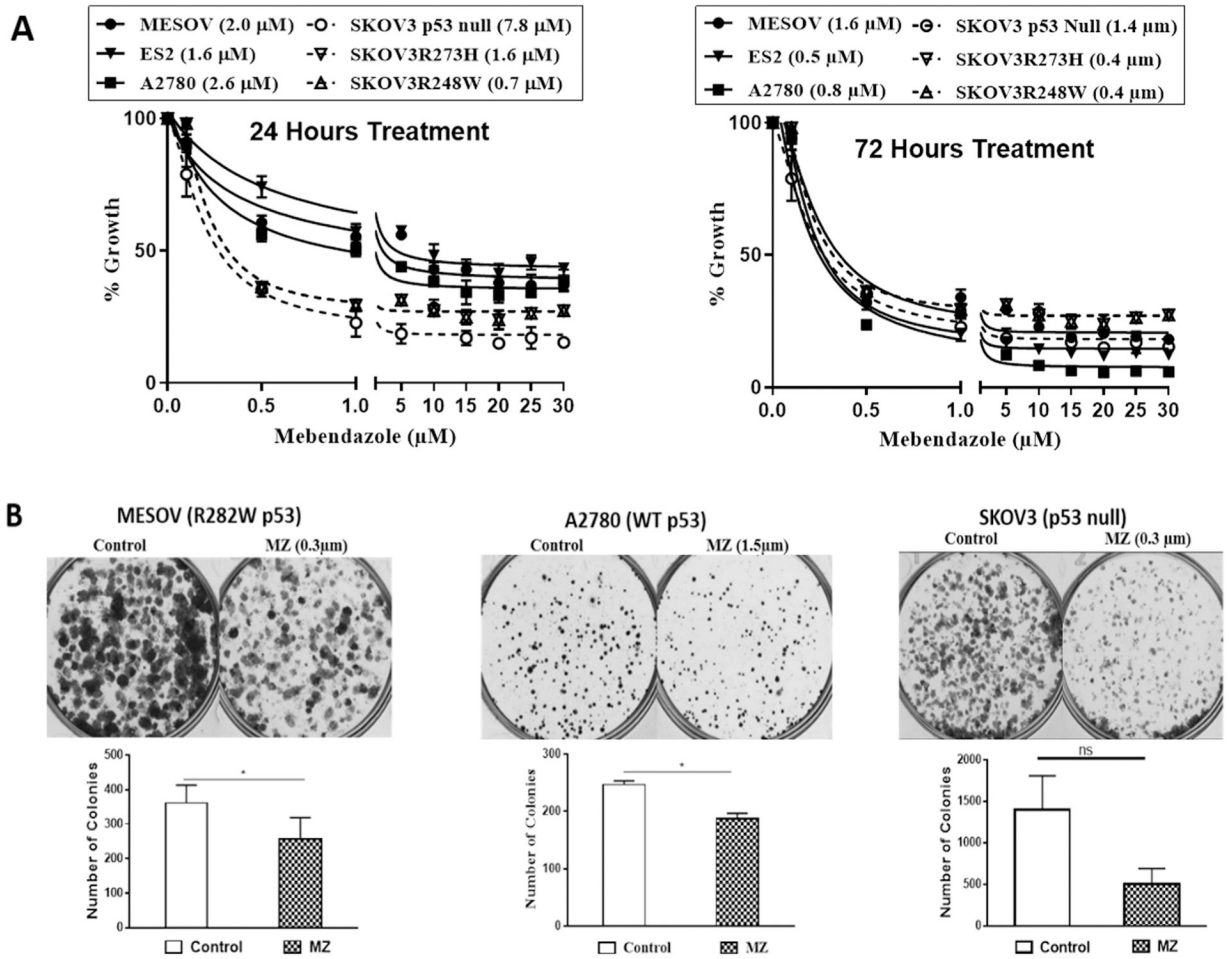 A
MESOV (2.0 µM)
SKOV3 p53 null (7.8 µM)
ES2 (1.6 µM)
SKOV3R273H (1.6 µM)
A2780 (2.6 µM)
SKOV3R248W (0.7 µM)
24 Hours Treatment
% Growth
100
50
0
0.0 0.5 1.0 5 10 15 20 25 30
Mebendazole (µM)
MESOV (1.6 µM)
SKOV3 p53 Null (1.4 µm)
ES2 (0.5 µM)
SKOV3R273H (0.4 µm)
A2780 (0.8 µM)
SKOV3R248W (0.4 µm)
72 Hours Treatment
% Growth
100
50
0
0.0 0.5 1.0 5 10 15 20 25 30
Mebendazole (µM)
B
MESOV (R282W p53)
Control MZ (0.3µm)
Number of Colonies
500
400
300
200
100
0
*
Control MZ
A2780 (WT p53)
Control MZ (1.5µm)
Number of Colonies
300
200
100
0
*
Control MZ
SKOV3 (p53 null)
Control MZ (0.3 µm)
Number of Colonies
2000
1500
1000
500
0
ns
Control MZ